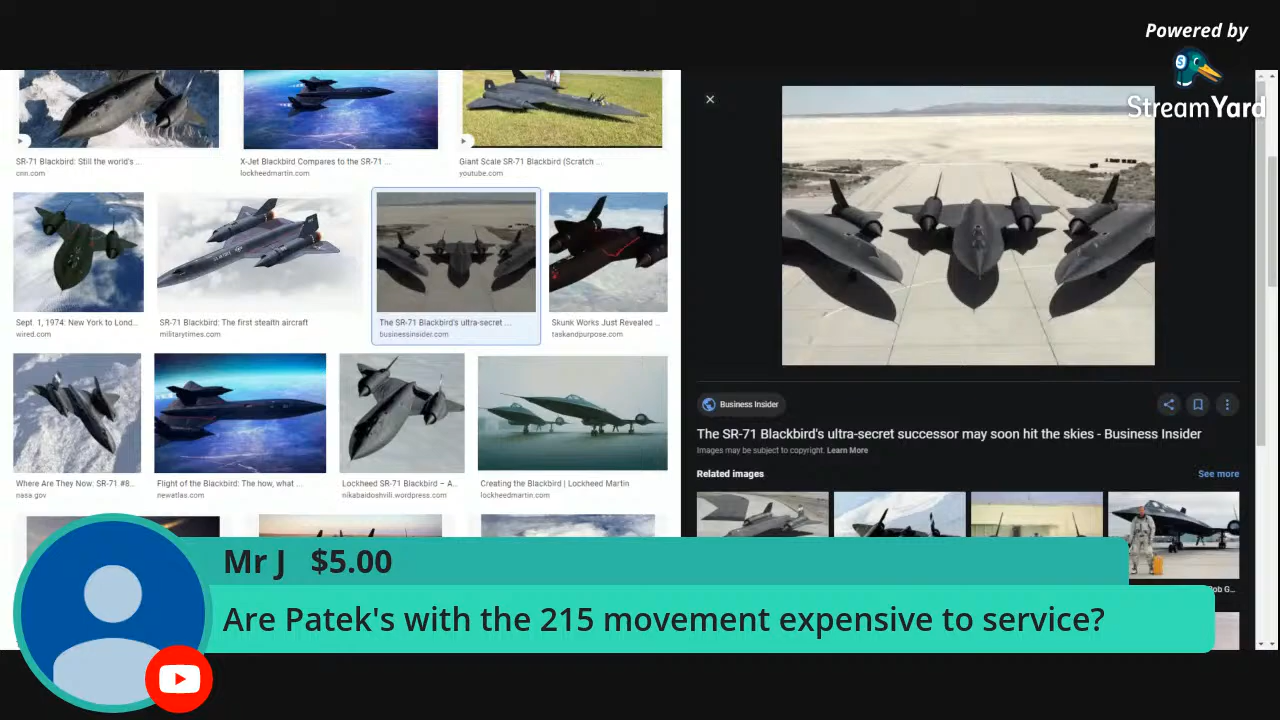 Powered by
StreamYard
SR-71 Blackbird: Still the world's ...
cnn.com
X-Jet Blackbird Compares to the SR-71 ...
lockheedmartin.com
Giant Scale SR-71 Blackbird (Scratch ...
youtube.com
Sept. 1, 1974: New York to Lond...
wired.com
SR-71 Blackbird: The first stealth aircraft
militarytimes.com
The SR-71 Blackbird's ultra-secret ...
businessinsider.com
Skunk Works Just Revealed ...
taskandpurpose.com
Where Are They Now: SR-71 #8...
nasa.gov
Flight of the Blackbird: The how, what ...
newatlas.com
Lockheed SR-71 Blackbird – A...
nikabaidoshvili.wordpress.com
Creating the Blackbird | Lockheed Martin
lockheedmartin.com
Business Insider
The SR-71 Blackbird's ultra-secret successor may soon hit the skies - Business Insider
Images may be subject to copyright. Learn More
Related images
See more
Mr J $5.00
Are Patek's with the 215 movement expensive to service?